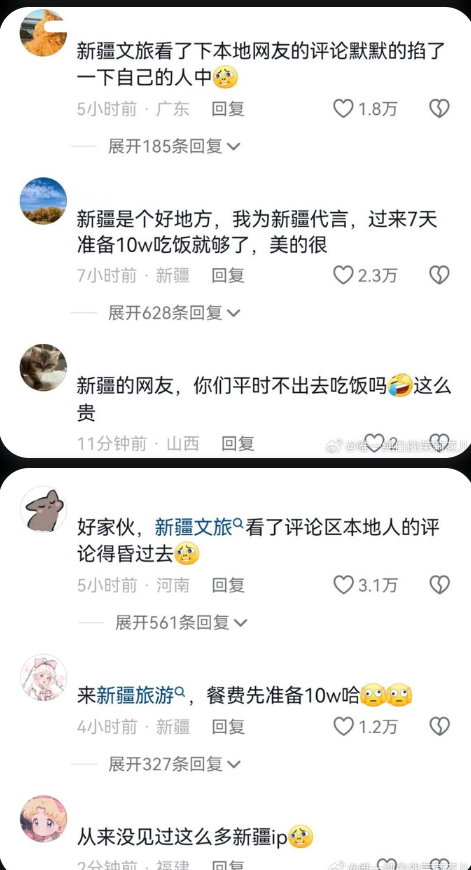 新疆文旅看了下本地网友的评论默默的掐了
一下自己的人中
5小时前 · 广东 回复 1.8万
展开185条回复
新疆是个好地方，我为新疆代言，过来7天
准备10w吃饭就够了，美的很
7小时前 · 新疆 回复 2.3万
展开628条回复
新疆的网友，你们平时不出去吃饭吗🤣这么
贵
11分钟前 · 山西 回复 2
好家伙，新疆文旅看了评论区本地人的评
论得昏过去
5小时前 · 河南 回复 3.1万
展开561条回复
来新疆旅游，餐费先准备10w哈🙄🙄
4小时前 · 新疆 回复 1.2万
展开327条回复
从来没见过这么多新疆ip
2分钟前 · 福建 回复